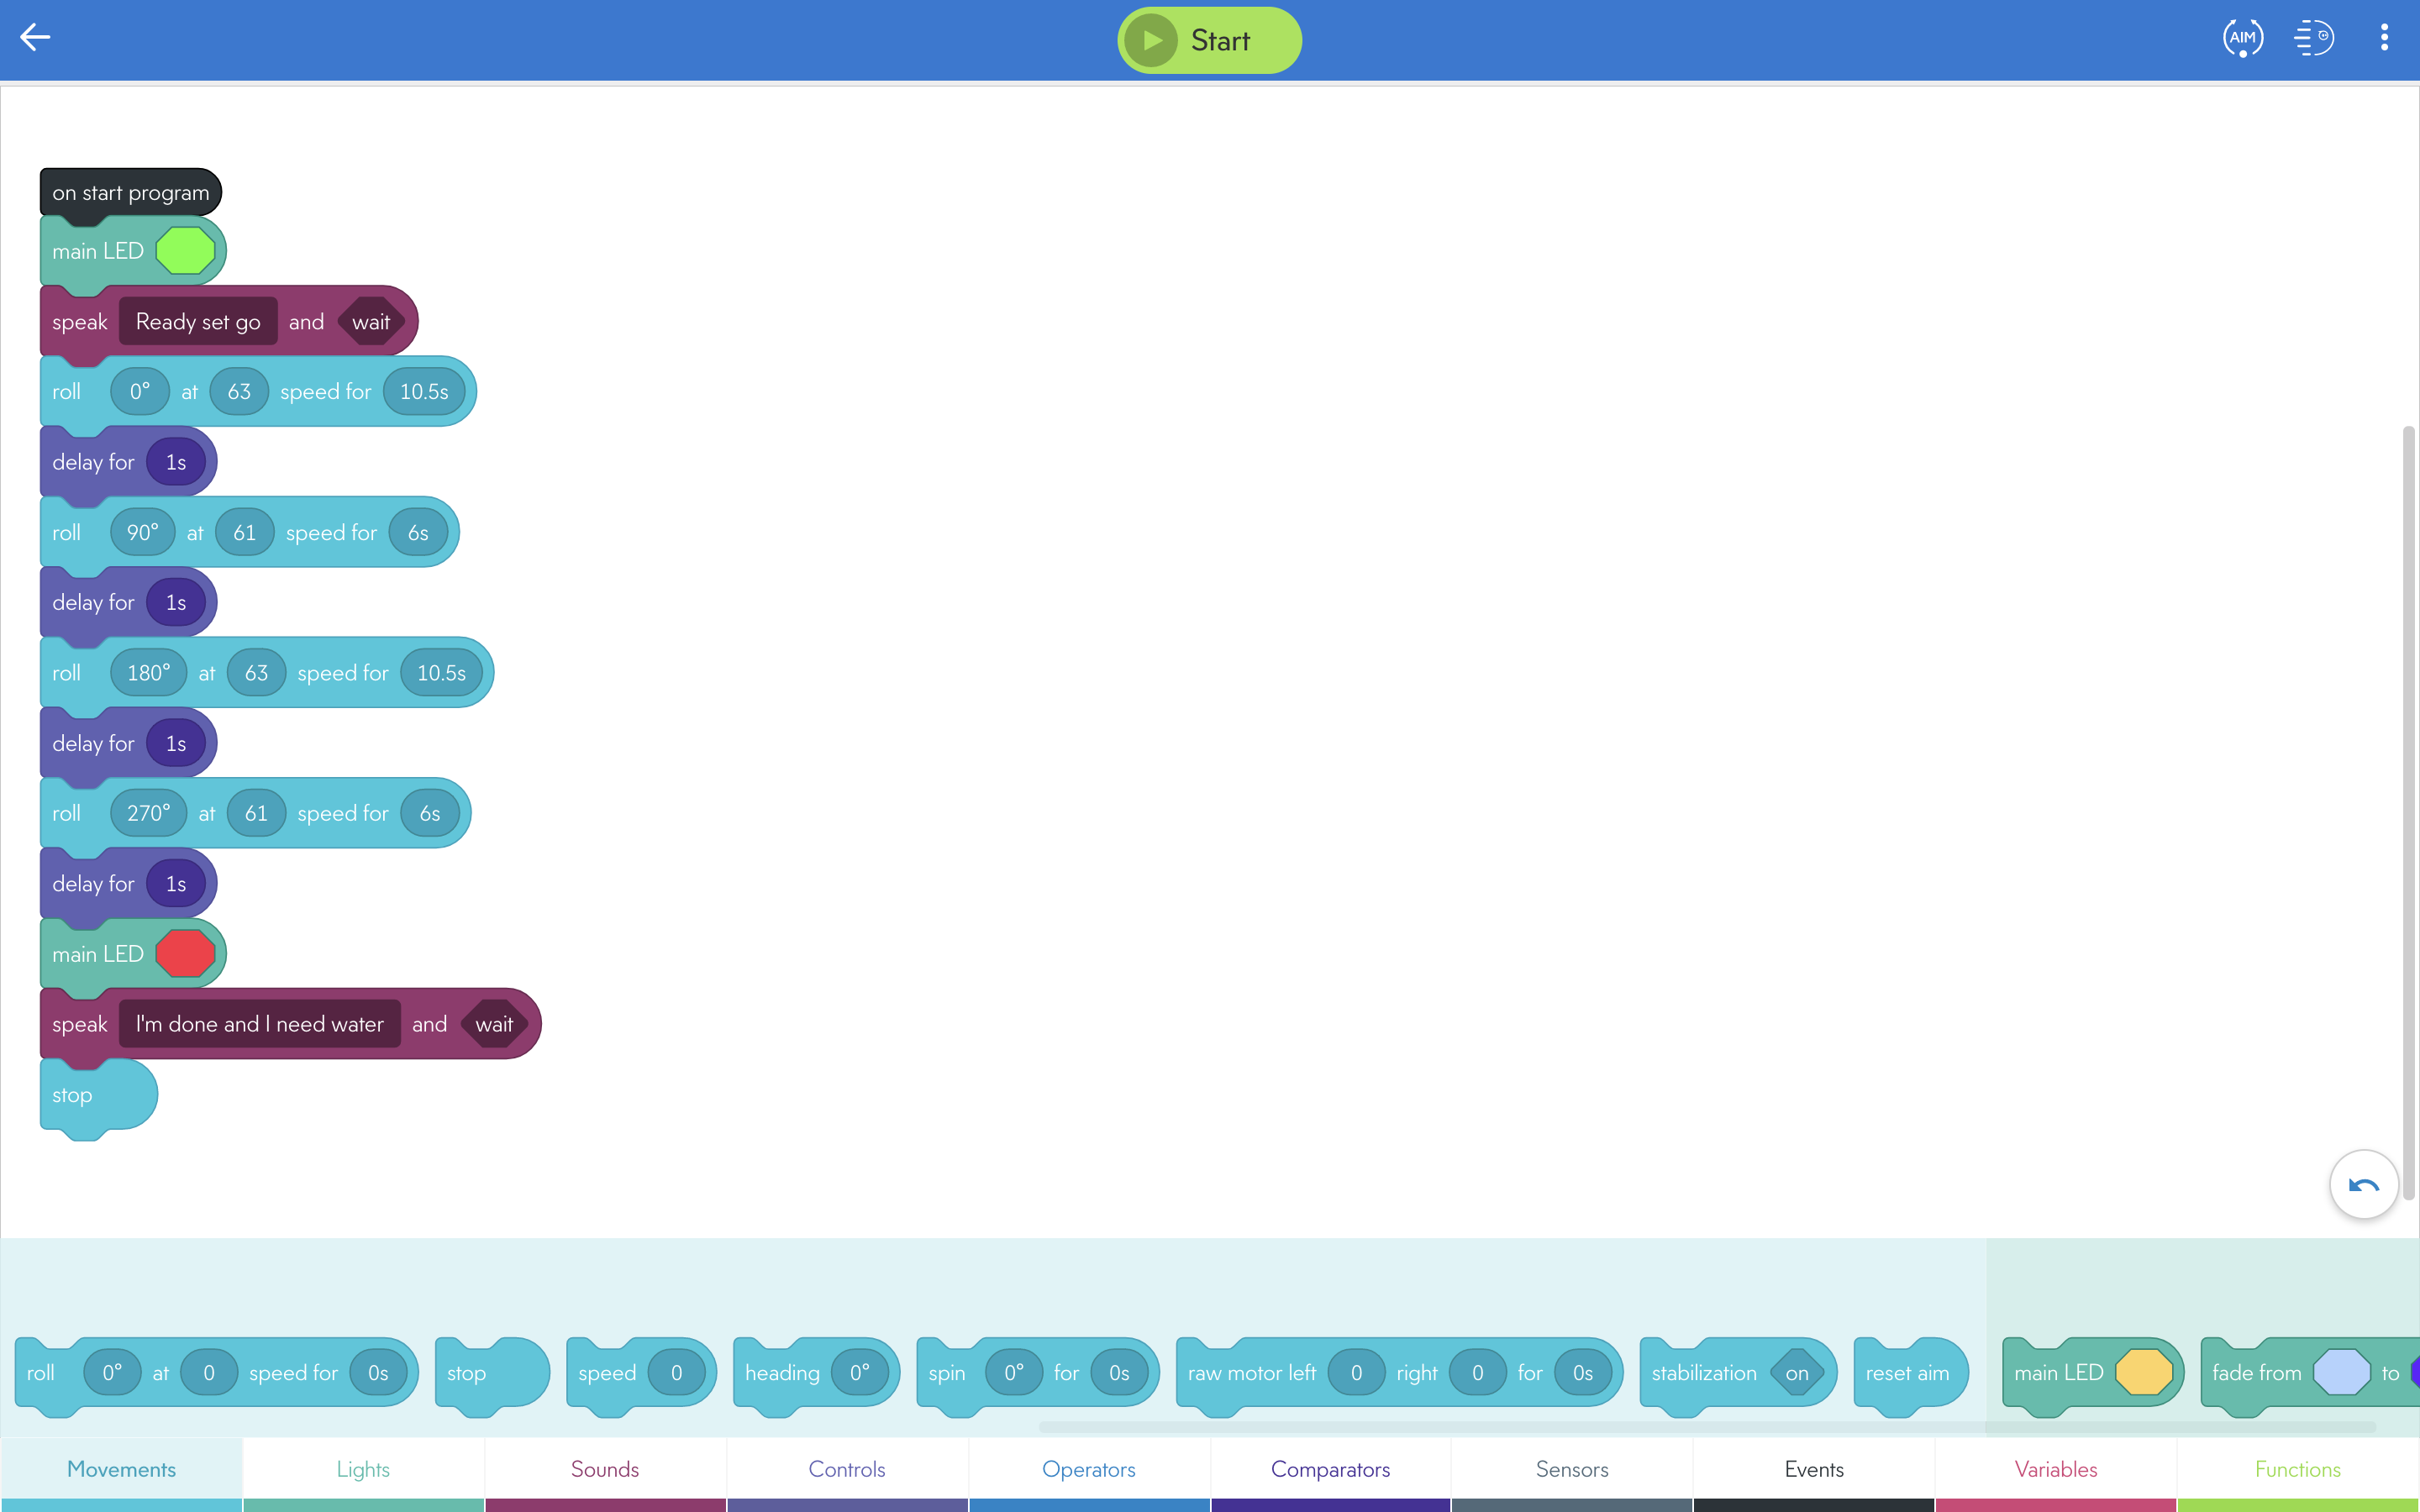 Start
AIM
on start program
main LED
speak Ready set go and wait
roll 0° at 63 speed for 10.5s
delay for 1s
roll 90° at 61 speed for 6s
delay for 1s
roll 180° at 63 speed for 10.5s
delay for 1s
roll 270° at 61 speed for 6s
delay for 1s
main LED
speak I'm done and I need water and wait
stop
roll 0° at 0 speed for 0s stop speed 0 heading 0° spin 0° for 0s raw motor left 0 right 0 for 0s stabilization on reset aim main LED fade from to
Movements Lights Sounds Controls Operators Comparators Sensors Events Variables Functions